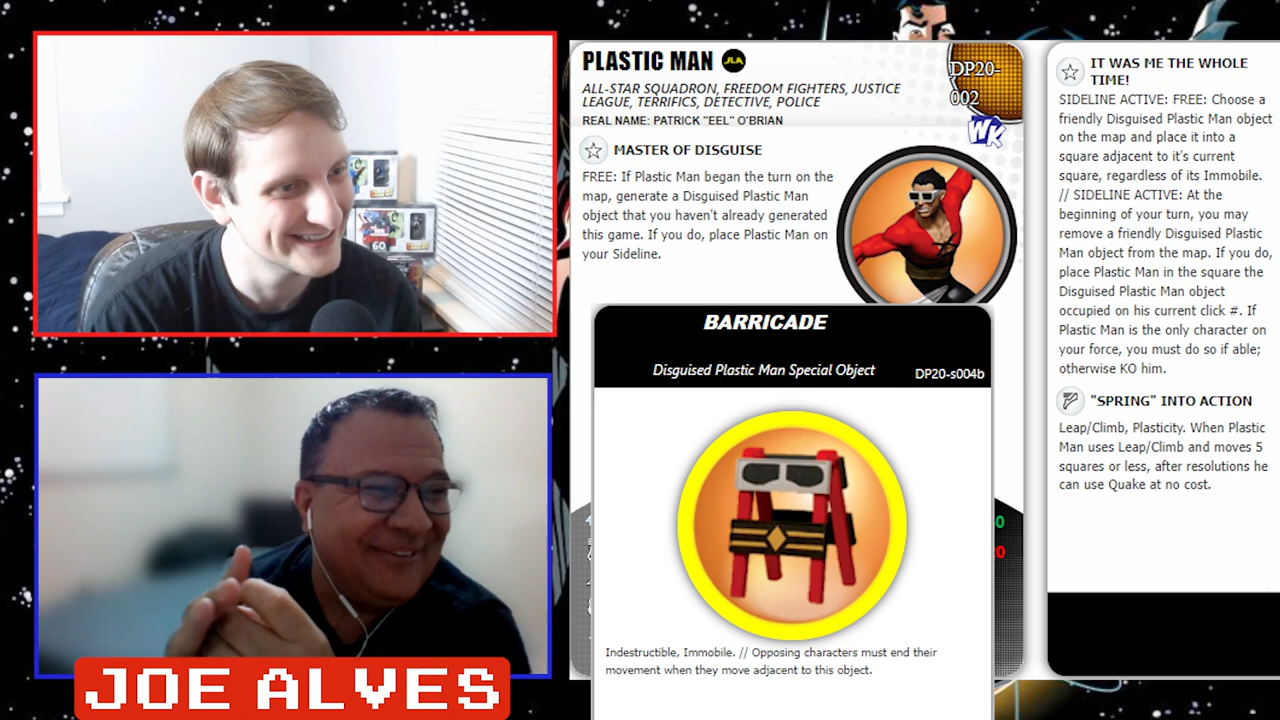 PLASTIC MAN
JLA
DP20-
002
ALL-STAR SQUADRON, FREEDOM FIGHTERS, JUSTICE
LEAGUE, TERRIFICS, DETECTIVE, POLICE
REAL NAME: PATRICK "EEL" O'BRIAN
WK
MASTER OF DISGUISE
FREE: If Plastic Man began the turn on the
map, generate a Disguised Plastic Man
object that you haven't already generated
this game. If you do, place Plastic Man on
your Sideline.
BARRICADE
Disguised Plastic Man Special Object
DP20-s004b
Indestructible, Immobile. // Opposing characters must end their
movement when they move adjacent to this object.
IT WAS ME THE WHOLE
TIME!
SIDELINE ACTIVE: FREE: Choose a
friendly Disguised Plastic Man object
on the map and place it into a
square adjacent to it's current
square, regardless of its Immobile.
// SIDELINE ACTIVE: At the
beginning of your turn, you may
remove a friendly Disguised Plastic
Man object from the map. If you do,
place Plastic Man in the square the
Disguised Plastic Man object
occupied on his current click #. If
Plastic Man is the only character on
your force, you must do so if able;
otherwise KO him.
"SPRING" INTO ACTION
Leap/Climb, Plasticity. When Plastic
Man uses Leap/Climb and moves 5
squares or less, after resolutions he
can use Quake at no cost.
60
JOE ALVES